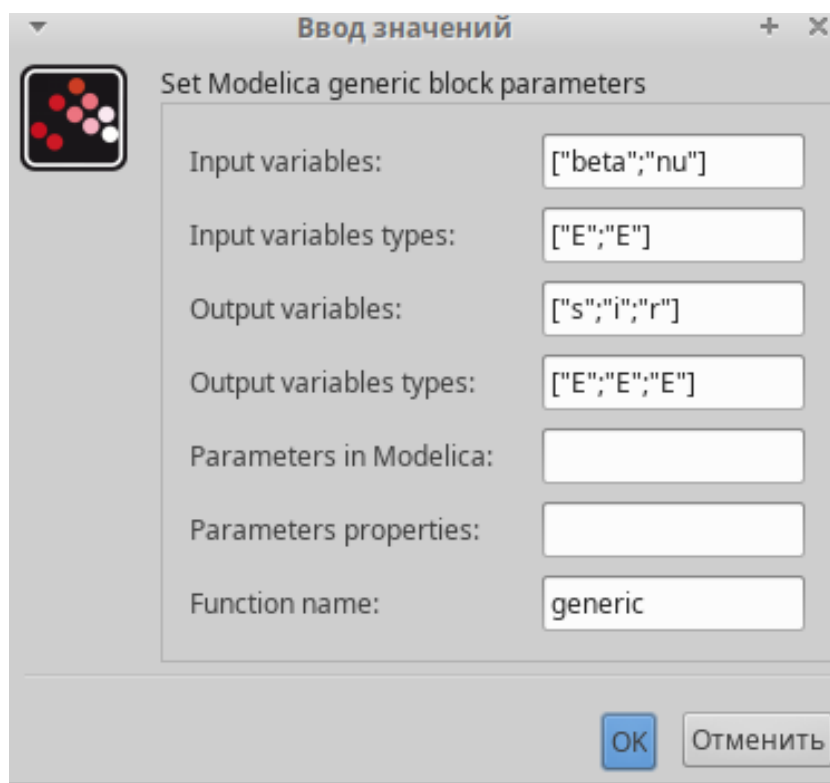 Ввод значений
Set Modelica generic block parameters
Input variables: ["beta";"nu"]
Input variables types: ["E";"E"]
Output variables: ["s";"i";"r"]
Output variables types: ["E";"E";"E"]
Parameters in Modelica:
Parameters properties:
Function name: generic
OK Отменить